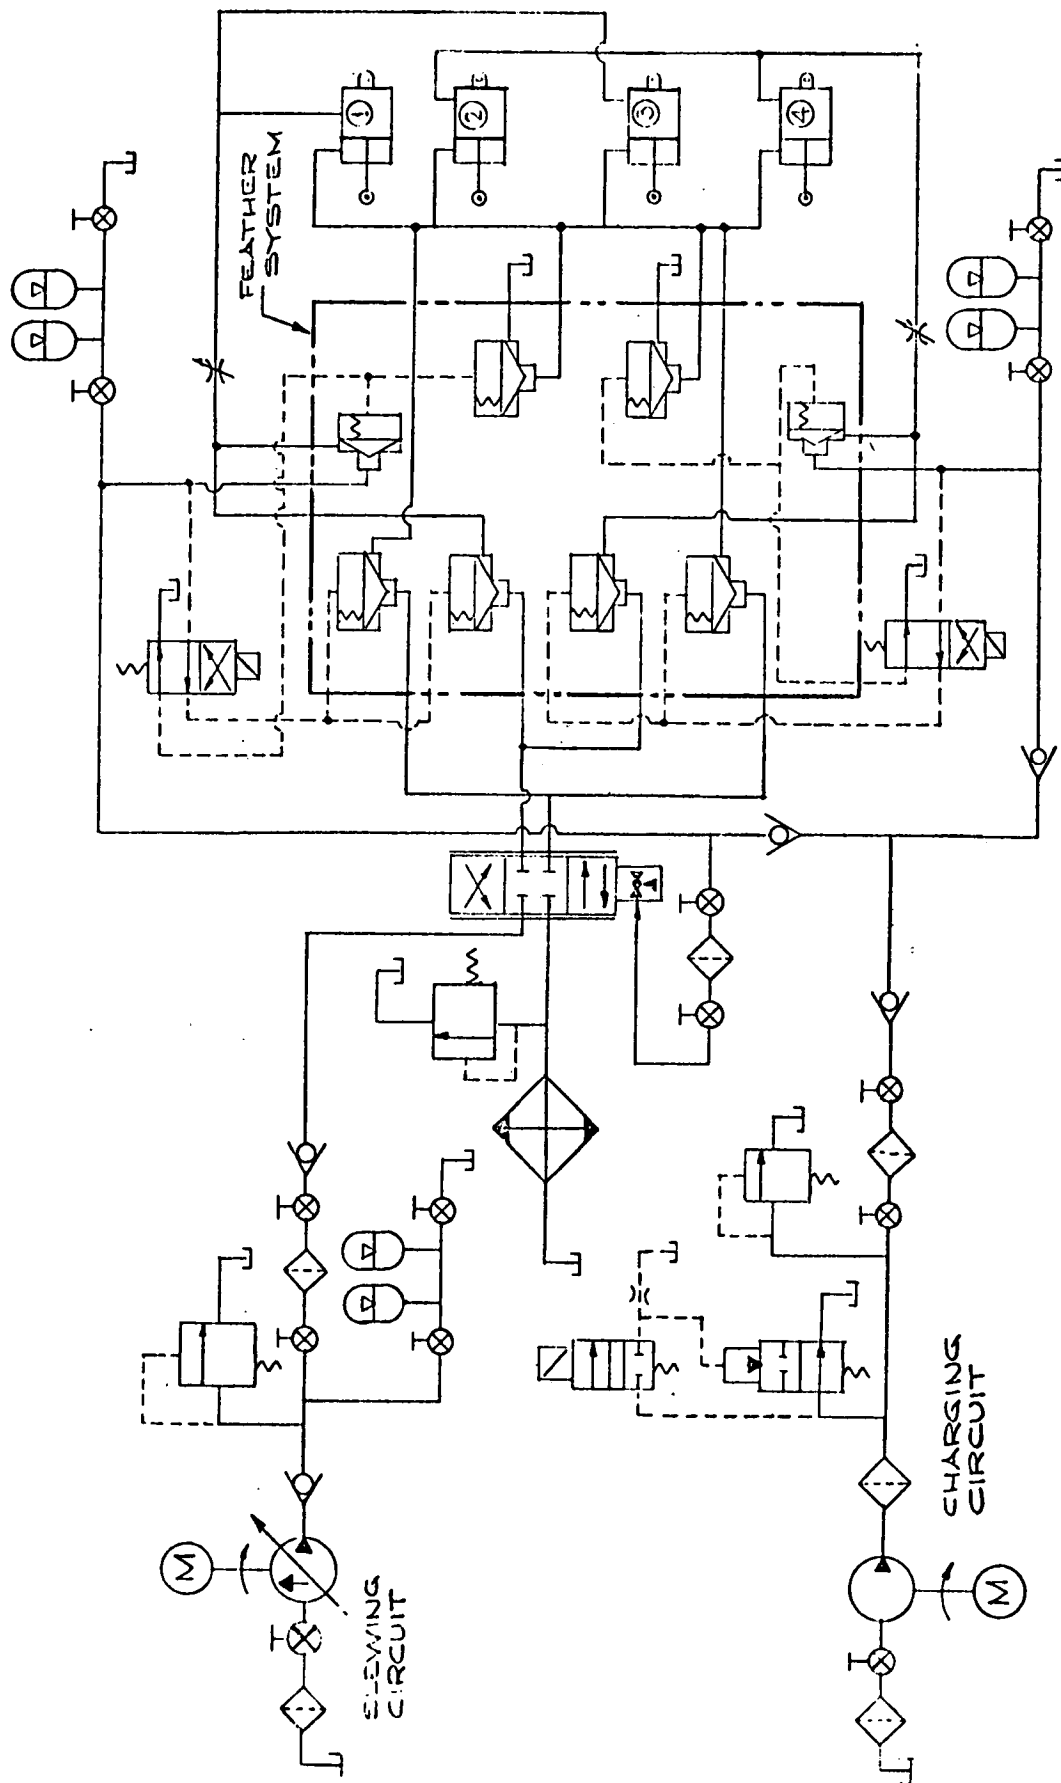 FEATHER
SYSTEM
1
2
3
4
M
SLEWING
CIRCUIT
M
CHARGING
CIRCUIT